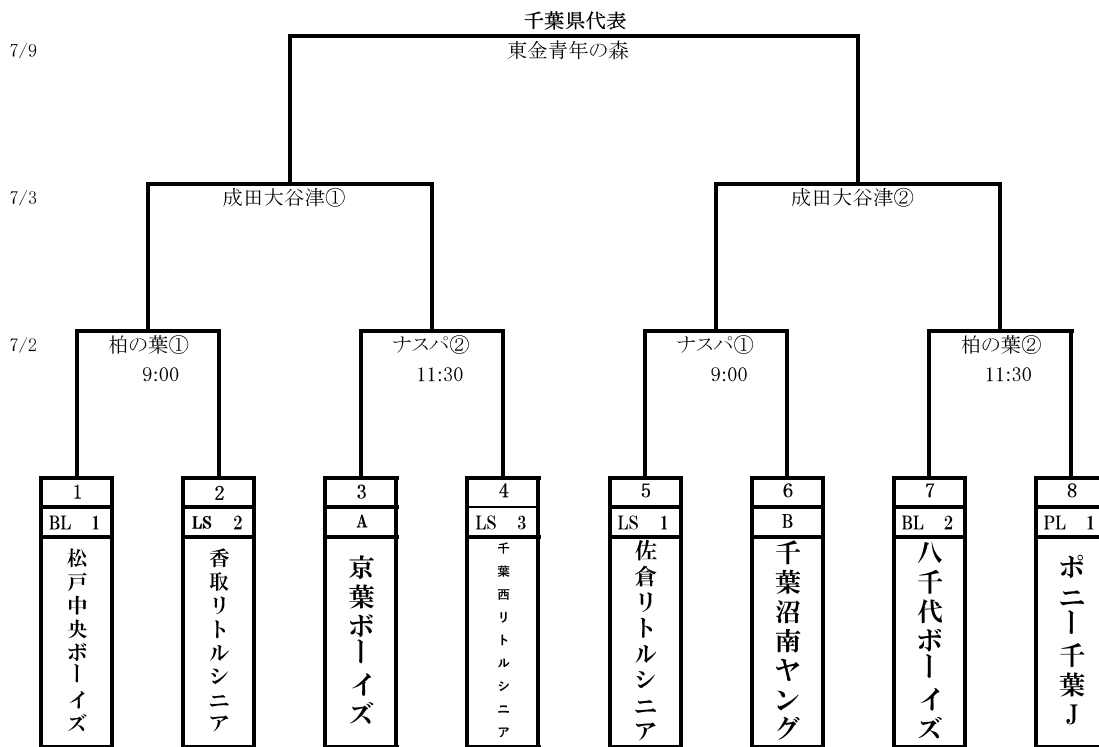 千葉県代表
7/9
東金青年の森
7/3
成田大谷津①
成田大谷津②
7/2
柏の葉①
ナスパ②
ナスパ①
柏の葉②
9:00
11:30
9:00
11:30
1
2
3
4
5
6
7
8
BL 1
LS 2
A
LS 3
LS 1
B
BL 2
PL 1
松戸中央ボーイズ
香取リトルシニア
京葉ボーイズ
千葉西リトルシニア
佐倉リトルシニア
千葉沼南ヤング
八千代ボーイズ
ポニー千葉J